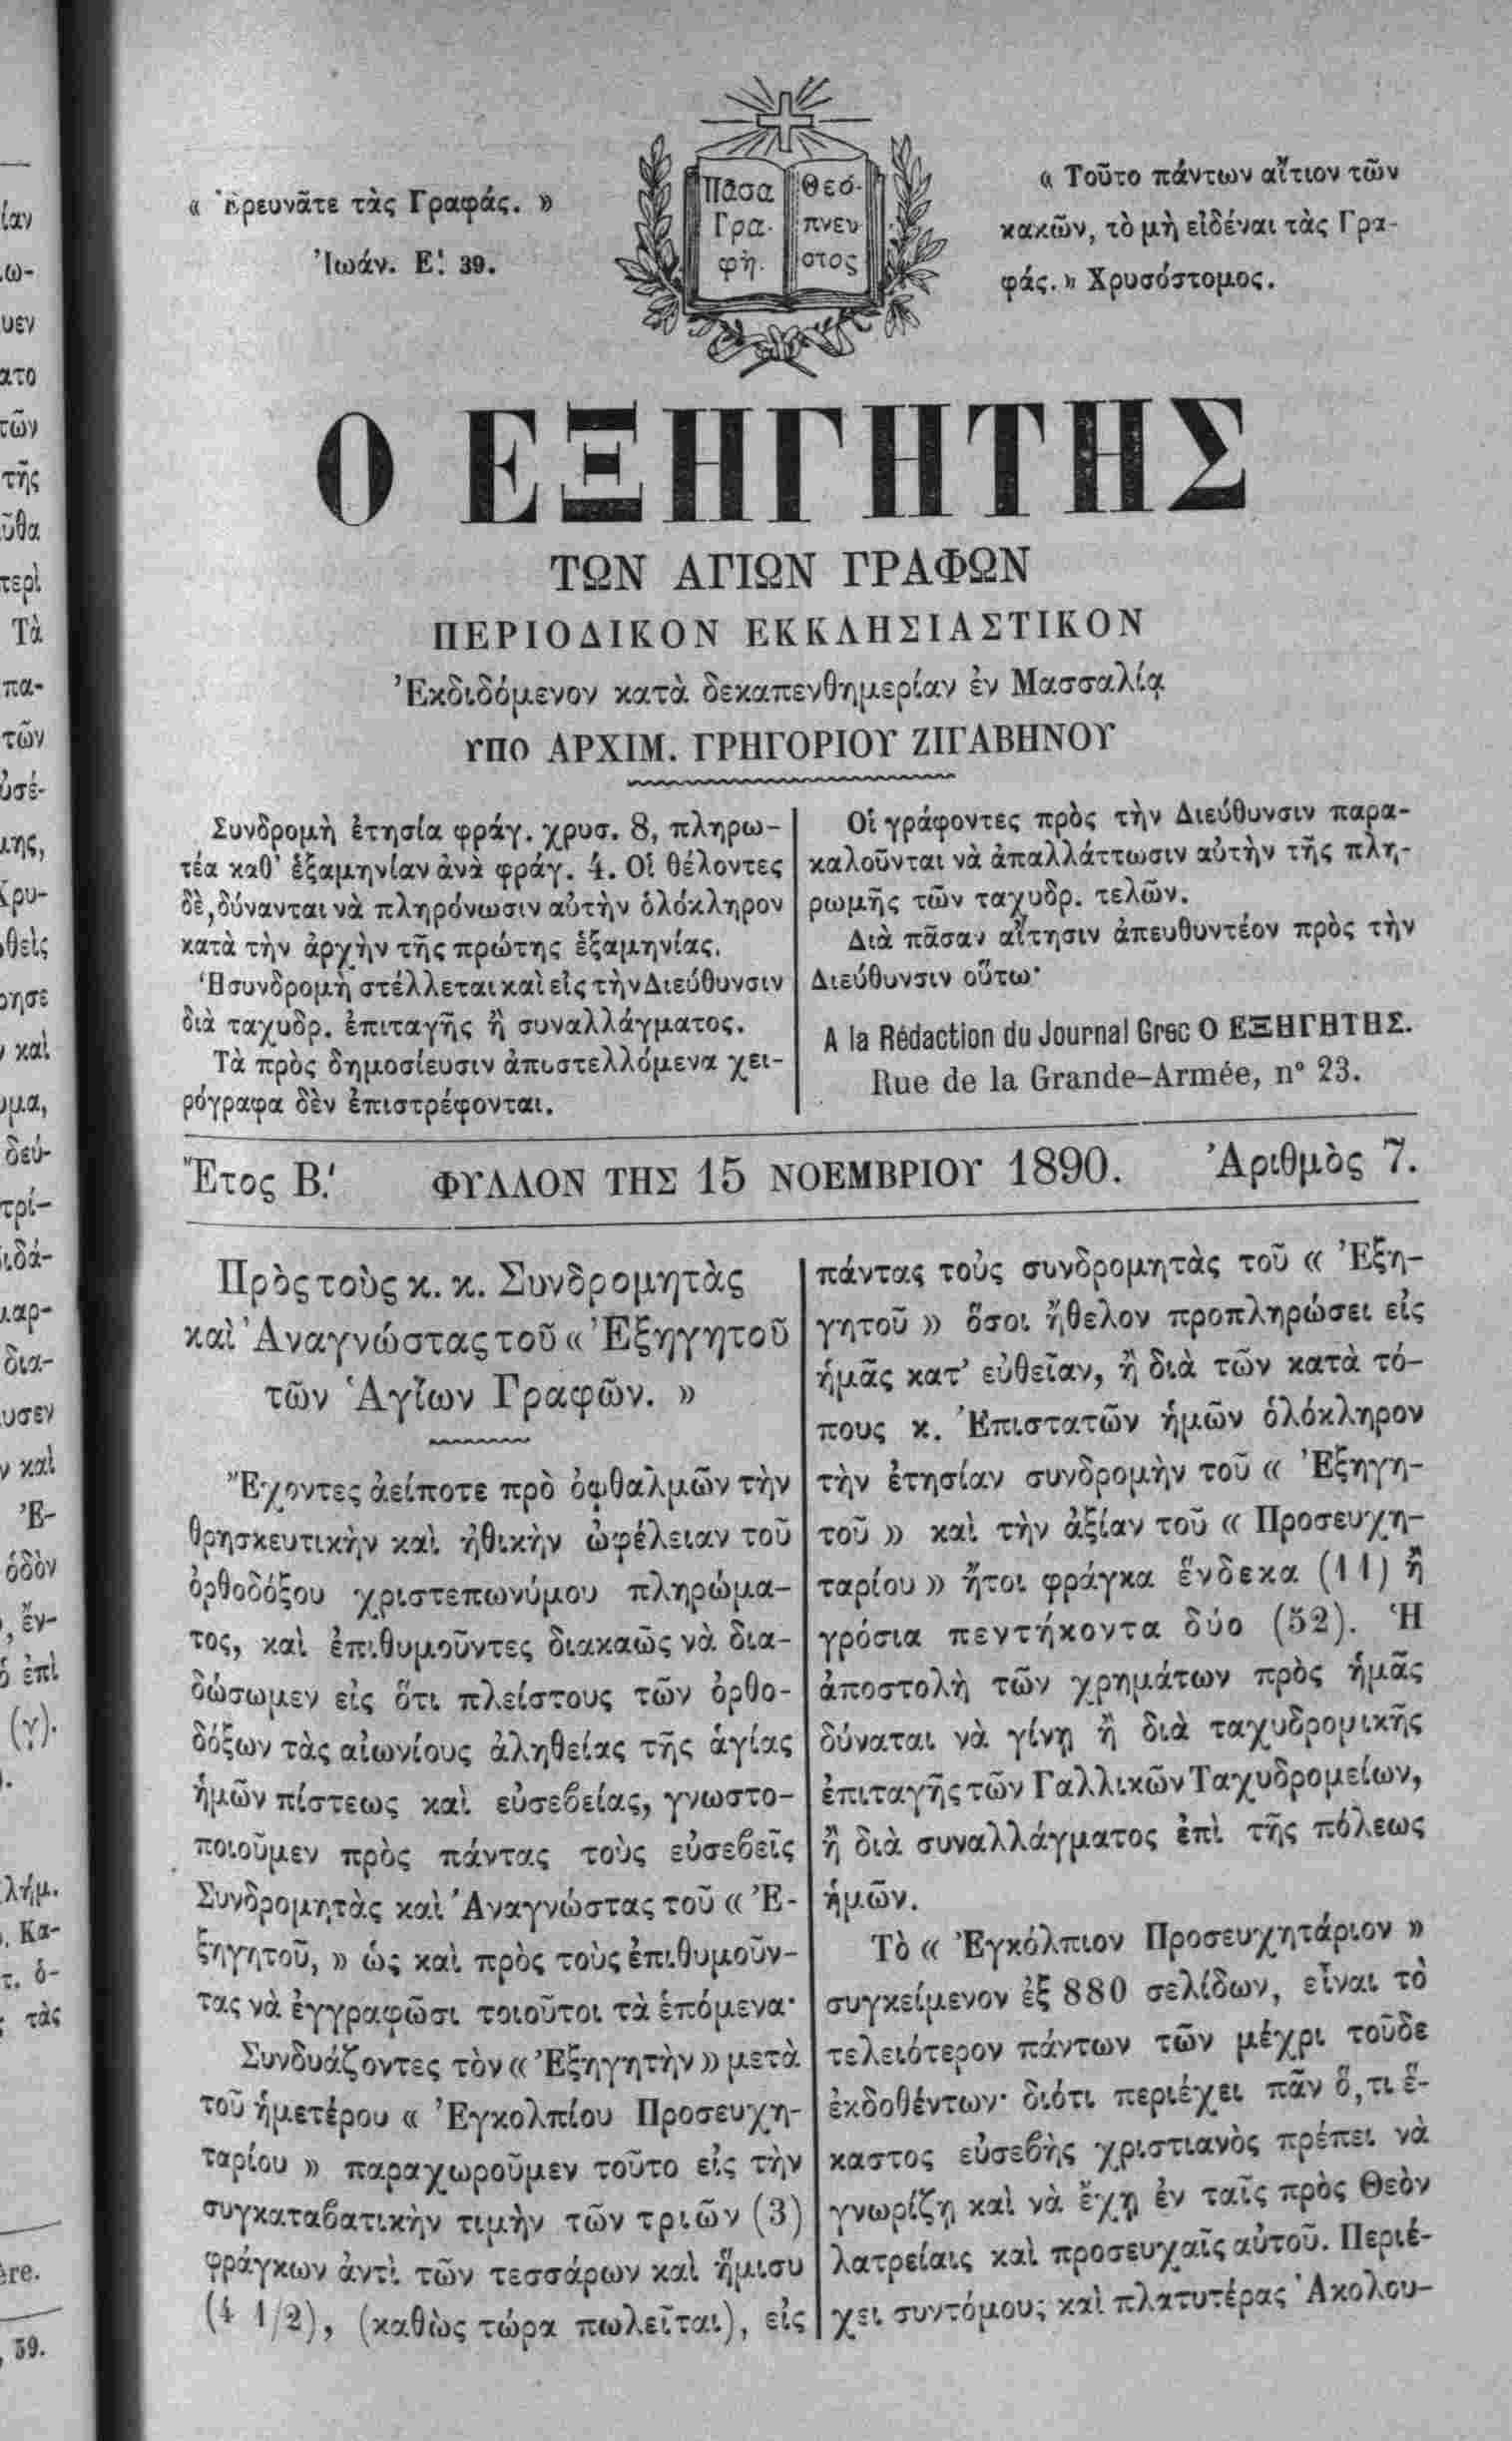 « Ἐρευνᾶτε τὰς Γραφάς. »
Ἰωάν. Ε΄. 39.
Πᾶσα
Γρα-
φὴ.
Θεό-
πνευ
στος
« Τοῦτο πάντων αἴτιον τῶν
κακῶν, τὸ μὴ εἰδέναι τὰς Γρα-
φάς. » Χρυσόστομος.
Ο ΕΞΗΓΗΤΗΣ
ΤΩΝ ΑΓΙΩΝ ΓΡΑΦΩΝ
ΠΕΡΙΟΔΙΚΟΝ ΕΚΚΛΗΣΙΑΣΤΙΚΟΝ
Ἐκδιδόμενον κατὰ δεκαπενθημερίαν ἐν Μασσαλίᾳ
ΥΠΟ ΑΡΧΙΜ. ΓΡΗΓΟΡΙΟΥ ΖΙΓΑΒΗΝΟΥ
Συνδρομὴ ἐτησία φράγ. χρυσ. 8, πληρω-
τέα καθ' ἑξαμηνίαν ἀνὰ φράγ. 4. Οἱ θέλοντες
δὲ, δύνανται νὰ πληρόνωσιν αὐτὴν ὁλόκληρον
κατὰ τὴν ἀρχὴν τῆς πρώτης ἑξαμηνίας.
Ἡ συνδρομὴ στέλλεται καὶ εἰς τὴν Διεύθυνσιν
διὰ ταχυδρ. ἐπιταγῆς ἢ συναλλάγματος.
Τὰ πρὸς δημοσίευσιν ἀποστελλόμενα χει-
ρόγραφα δὲν ἐπιστρέφονται.
Οἱ γράφοντες πρὸς τὴν Διεύθυνσιν παρα-
καλοῦνται νὰ ἀπαλλάττωσιν αὐτὴν τῆς πλη-
ρωμῆς τῶν ταχυδρ. τελῶν.
Διὰ πᾶσαν αἴτησιν ἀπευθυντέον πρὸς τὴν
Διεύθυνσιν οὕτω·
A la Rédaction du Journal Grec Ο ΕΞΗΓΗΤΗΣ.
Rue de la Grande-Armée, n° 23.
Ἔτος Β΄. ΦΥΛΛΟΝ ΤΗΣ 15 ΝΟΕΜΒΡΙΟΥ 1890. Ἀριθμὸς 7.
Πρὸς τοὺς κ. κ. Συνδρομητὰς
καὶ Ἀναγνώστας τοῦ « Ἐξηγητοῦ
τῶν Ἁγίων Γραφῶν. »
Ἔχοντες ἀείποτε πρὸ ὀφθαλμῶν τὴν
θρησκευτικὴν καὶ ἠθικὴν ὠφέλειαν τοῦ
ὀρθοδόξου χριστεπωνύμου πληρώμα-
τος, καὶ ἐπιθυμοῦντες διακαῶς νὰ δια-
δώσωμεν εἰς ὅτι πλείστους τῶν ὀρθο-
δόξων τὰς αἰωνίους ἀληθείας τῆς ἁγίας
ἡμῶν πίστεως καὶ εὐσεβείας, γνωστο-
ποιοῦμεν πρὸς πάντας τοὺς εὐσεβεῖς
Συνδρομητὰς καὶ Ἀναγνώστας τοῦ « Ἐ-
ξηγητοῦ, » ὡς καὶ πρὸς τοὺς ἐπιθυμοῦν-
τας νὰ ἐγγραφῶσι τοιοῦτοι τὰ ἑπόμενα·
Συνδυάζοντες τὸν « Ἐξηγητὴν » μετὰ
τοῦ ἡμετέρου « Ἐγκολπίου Προσευχη-
ταρίου » παραχωροῦμεν τοῦτο εἰς τὴν
συγκαταβατικὴν τιμὴν τῶν τριῶν (3)
φράγκων ἀντὶ τῶν τεσσάρων καὶ ἥμισυ
(4 1/2), (καθὼς τώρα πωλεῖται), εἰς
πάντας τοὺς συνδρομητὰς τοῦ « Ἐξη-
γητοῦ » ὅσοι ἤθελον προπληρώσει εἰς
ἡμᾶς κατ' εὐθεῖαν, ἢ διὰ τῶν κατὰ τό-
πους κ. Ἐπιστατῶν ἡμῶν ὁλόκληρον
τὴν ἐτησίαν συνδρομὴν τοῦ « Ἐξηγη-
τοῦ » καὶ τὴν ἀξίαν τοῦ « Προσευχη-
ταρίου » ἤτοι φράγκα ἕνδεκα (11) ἢ
γρόσια πεντήκοντα δύο (52). Ἡ
ἀποστολὴ τῶν χρημάτων πρὸς ἡμᾶς
δύναται νὰ γίνῃ ἢ διὰ ταχυδρομικῆς
ἐπιταγῆς τῶν Γαλλικῶν Ταχυδρομείων,
ἢ διὰ συναλλάγματος ἐπὶ τῆς πόλεως
ἡμῶν.
Τὸ « Ἐγκόλπιον Προσευχητάριον »
συγκείμενον ἐξ 880 σελίδων, εἶναι τὸ
τελειότερον πάντων τῶν μέχρι τοῦδε
ἐκδοθέντων· διότι περιέχει πᾶν ὅ,τι ἕ-
καστος εὐσεβὴς χριστιανὸς πρέπει νὰ
γνωρίζῃ καὶ νὰ ἔχῃ ἐν ταῖς πρὸς Θεὸν
λατρείαις καὶ προσευχαῖς αὐτοῦ. Περιέ-
χει συντόμους καὶ πλατυτέρας Ἀκολου-